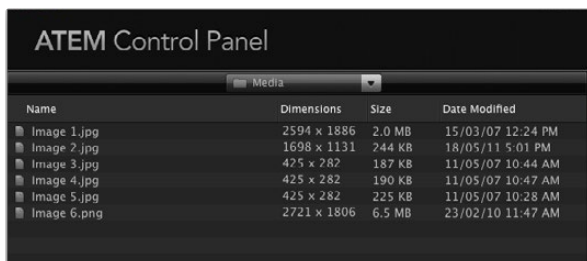 ATEM Control Panel
Media
Name Dimensions Size Date Modified
Image 1.jpg 2594 x 1886 2.0 MB 15/03/07 12:24 PM
Image 2.jpg 1698 x 1131 244 KB 18/05/11 5:01 PM
Image 3.jpg 425 x 282 187 KB 11/05/07 10:44 AM
Image 4.jpg 425 x 282 190 KB 11/05/07 10:47 AM
Image 5.jpg 425 x 282 225 KB 11/05/07 10:28 AM
Image 6.png 2721 x 1806 6.5 MB 23/02/10 11:47 AM